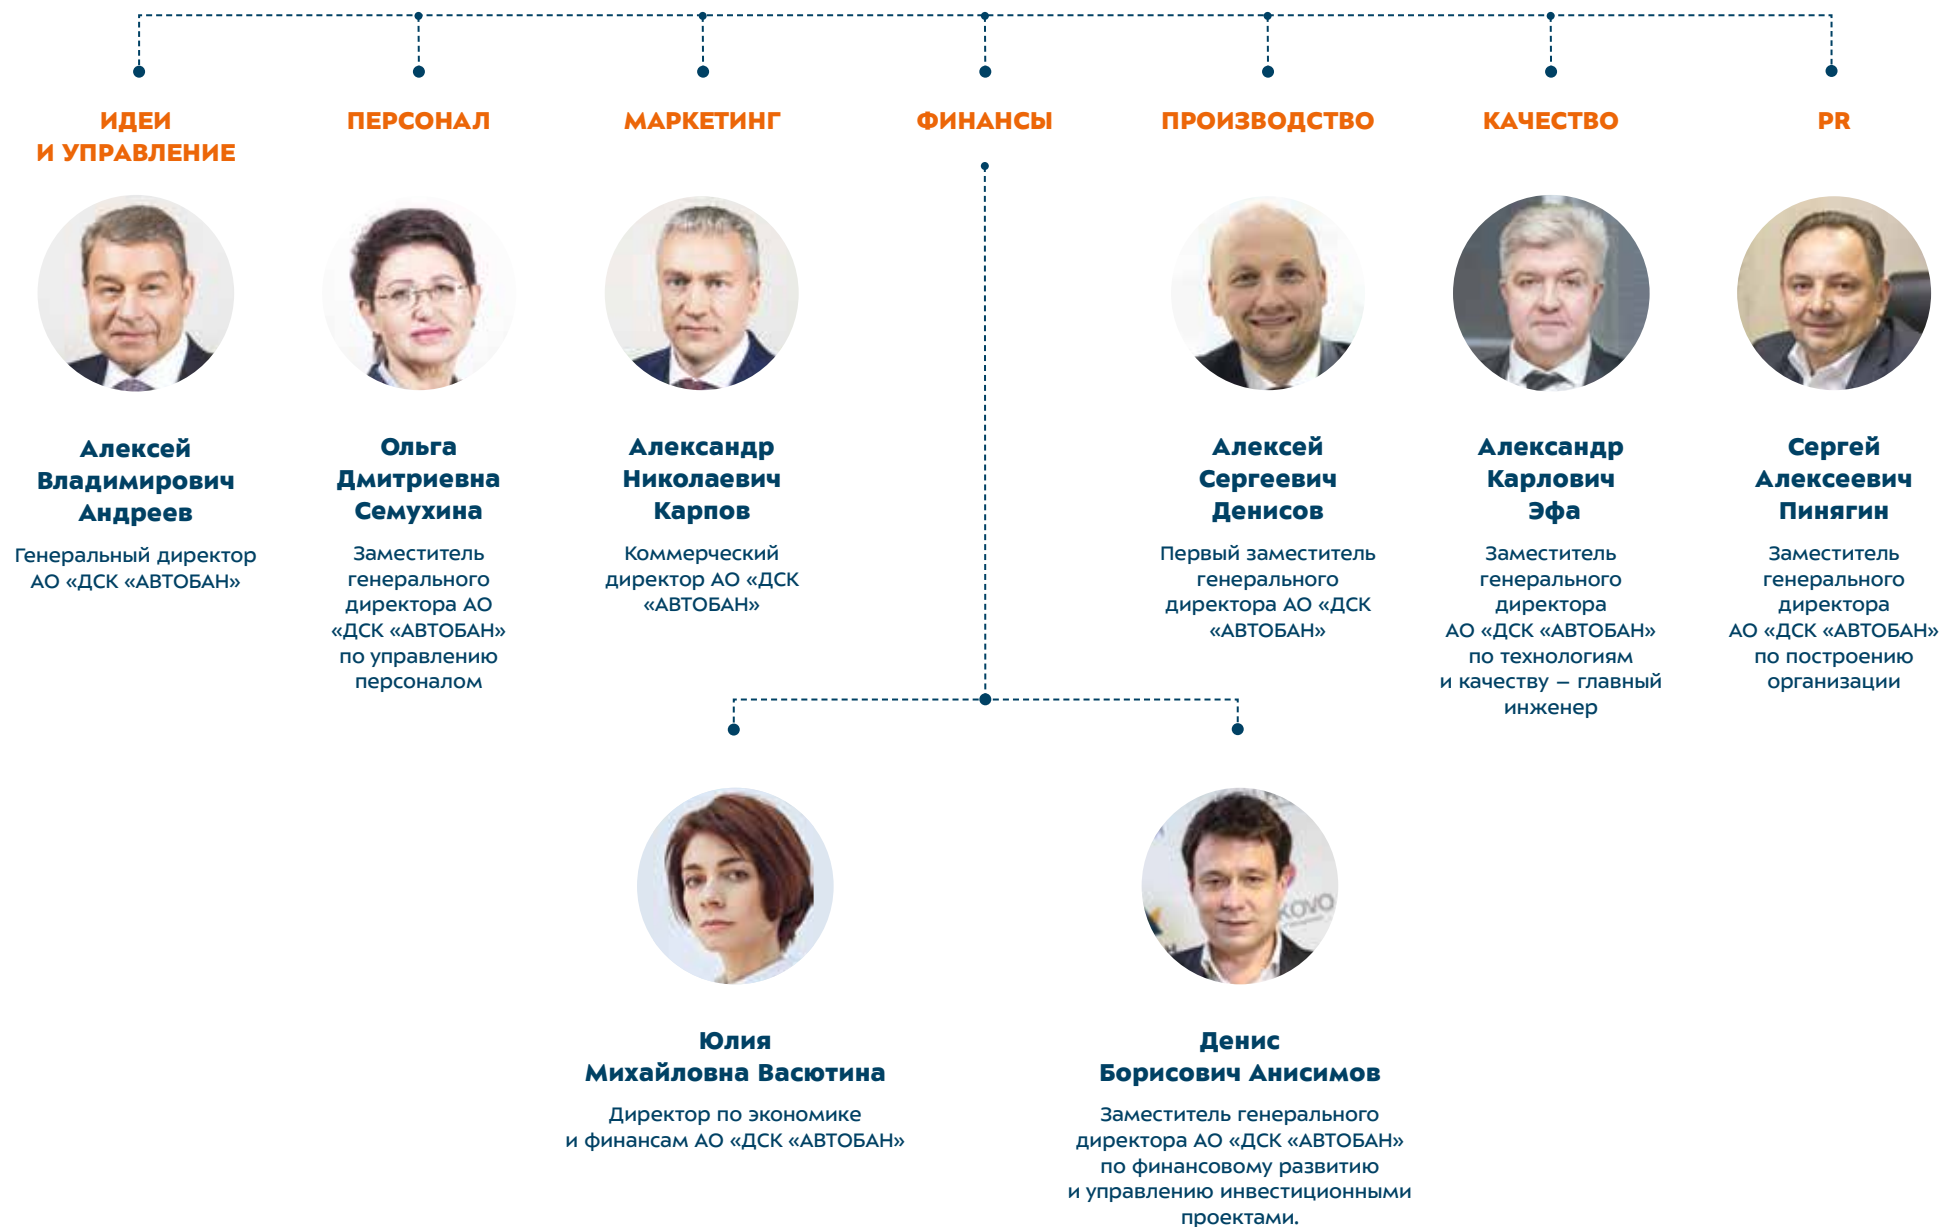 ИДЕИ
И УПРАВЛЕНИЕ
ПЕРСОНАЛ
МАРКЕТИНГ
ФИНАНСЫ
ПРОИЗВОДСТВО
КАЧЕСТВО
PR
Алексей
Владимирович
Андреев
Генеральный директор
АО «ДСК «АВТОБАН»
Ольга
Дмитриевна
Семухина
Заместитель
генерального
директора АО
«ДСК «АВТОБАН»
по управлению
персоналом
Александр
Николаевич
Карпов
Коммерческий
директор АО «ДСК
«АВТОБАН»
Алексей
Сергеевич
Денисов
Первый заместитель
генерального
директора АО «ДСК
«АВТОБАН»
Александр
Карлович
Эфа
Заместитель
генерального
директора
АО «ДСК «АВТОБАН»
по технологиям
и качеству – главный
инженер
Сергей
Алексеевич
Пинягин
Заместитель
генерального
директора
АО «ДСК «АВТОБАН»
по построению
организации
KOVO
Юлия
Михайловна Васютина
Директор по экономике
и финансам АО «ДСК «АВТОБАН»
Денис
Борисович Анисимов
Заместитель генерального
директора АО «ДСК «АВТОБАН»
по финансовому развитию
и управлению инвестиционными
проектами.